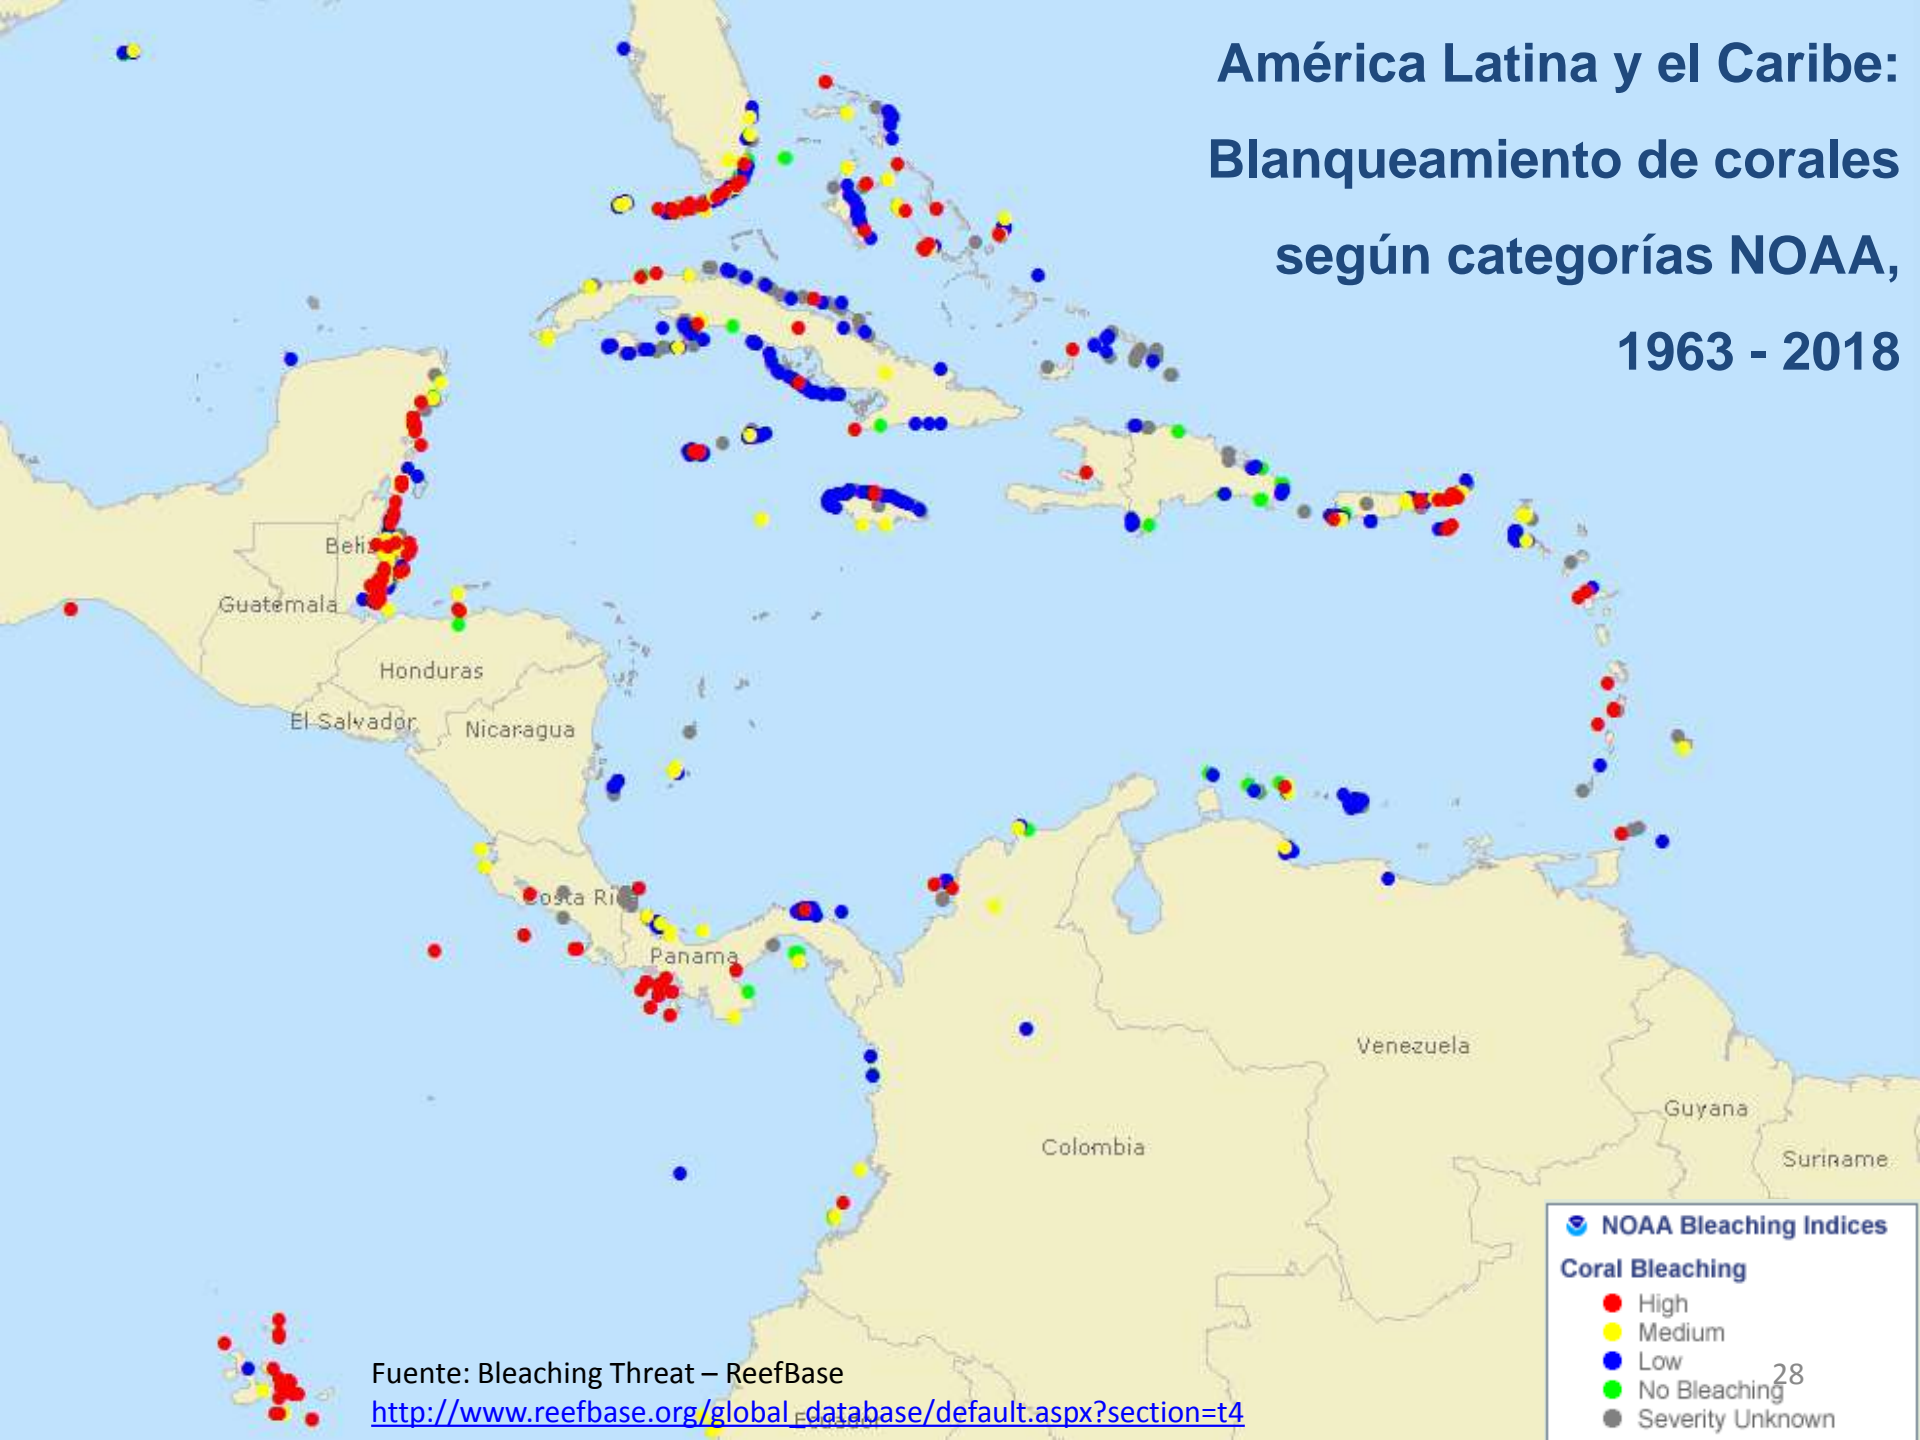 América Latina y el Caribe:
Blanqueamiento de corales
según categorías NOAA,
1963 - 2018
Guatemala
Honduras
El Salvador
Nicaragua
Panama
Venezuela
Guyana
Colombia
Suriname
NOAA Bleaching Indices
Coral Bleaching
High
Medium
Low
28
No Bleaching
Severity Unknown
Fuente: Bleaching Threat – ReefBase
http://www.reefbase.org/global_database/default.aspx?section=t4